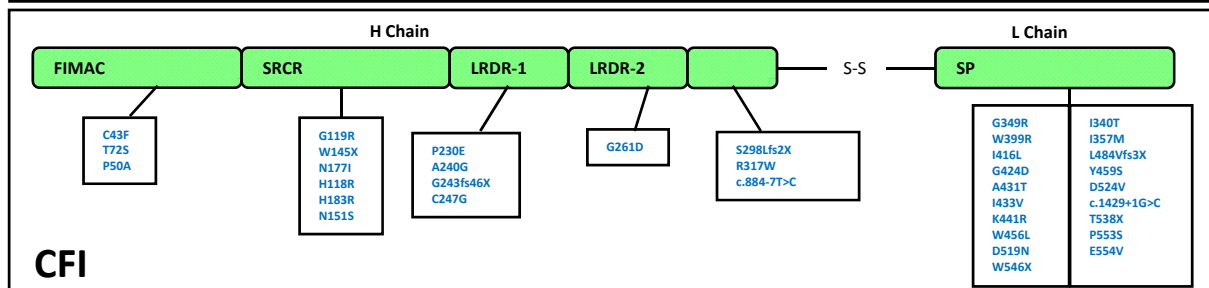 H Chain
L Chain
FIMAC
SRCR
LRDR-1
LRDR-2
S-S
SP
C43F
T72S
P50A
G119R
W145X
N177I
H118R
H183R
N151S
P230E
A240G
G243fs46X
C247G
G261D
S298Lfs2X
R317W
c.884-7T>C
G349R
W399R
I416L
G424D
A431T
I433V
K441R
W456L
D519N
W546X
I340T
I357M
L484Vfs3X
Y459S
D524V
c.1429+1G>C
T538X
P553S
E554V
CFI